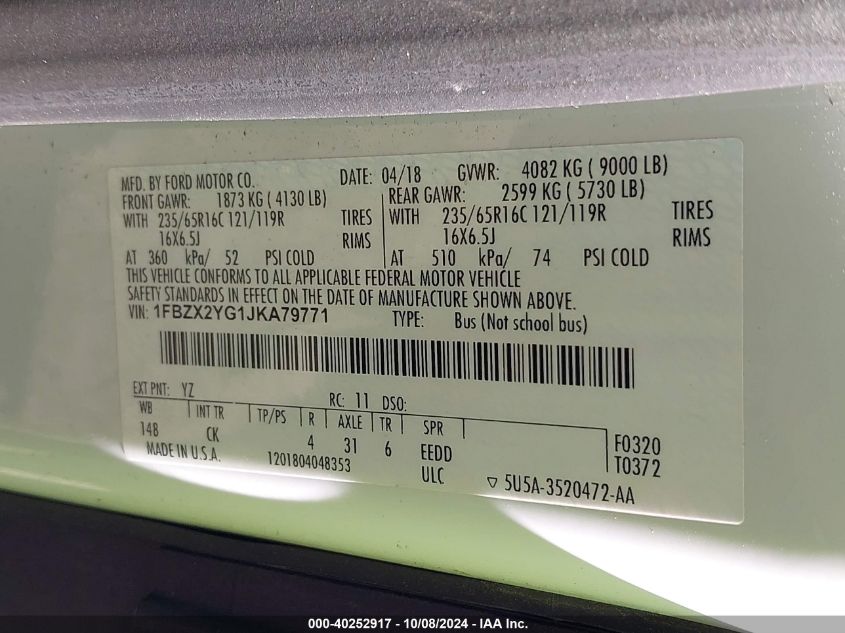 MFD. BY FORD MOTOR CO. DATE: 04/18 GVWR: 4082 KG ( 9000 LB)
FRONT GAWR: 1873 KG ( 4130 LB) REAR GAWR: 2599 KG ( 5730 LB)
WITH 235/65R16C 121/119R TIRES WITH 235/65R16C 121/119R TIRES
16X6.5J RIMS 16X6.5J RIMS
AT 360 kPa/ 52 PSI COLD AT 510 kPa/ 74 PSI COLD
THIS VEHICLE CONFORMS TO ALL APPLICABLE FEDERAL MOTOR VEHICLE
SAFETY STANDARDS IN EFFECT ON THE DATE OF MANUFACTURE SHOWN ABOVE.
VIN: 1FBZX2YG1JKA79771 TYPE: Bus (Not school bus)
EXT PNT: YZ RC: 11 DSO:
WB INT TR TP/PS R AXLE TR SPR
148 CK 4 31 6 EEDD F0320
MADE IN U.S.A. 1201804048353 ULC T0372
▽ 5U5A-3520472-AA
000-40252917 - 10/08/2024 - IAA Inc.